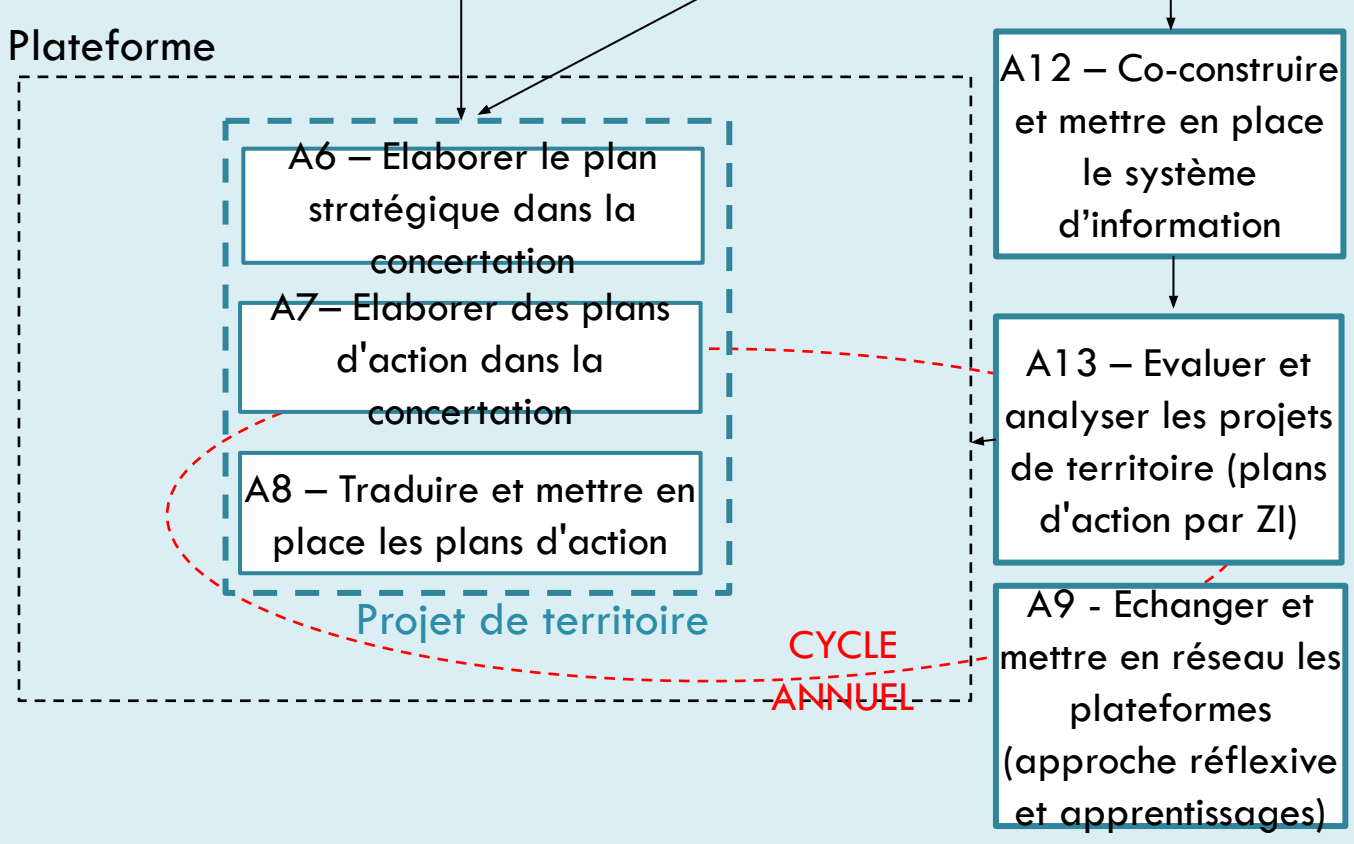 Plateforme
A6 – Elaborer le plan
stratégique dans la
concertation
A7– Elaborer des plans
d'action dans la
concertation
A8 – Traduire et mettre en
place les plans d'action
Projet de territoire
CYCLE
ANNUEL
A12 – Co-construire
et mettre en place
le système
d’information
A13 – Evaluer et
analyser les projets
de territoire (plans
d'action par ZI)
A9 - Echanger et
mettre en réseau les
plateformes
(approche réflexive
et apprentissages)